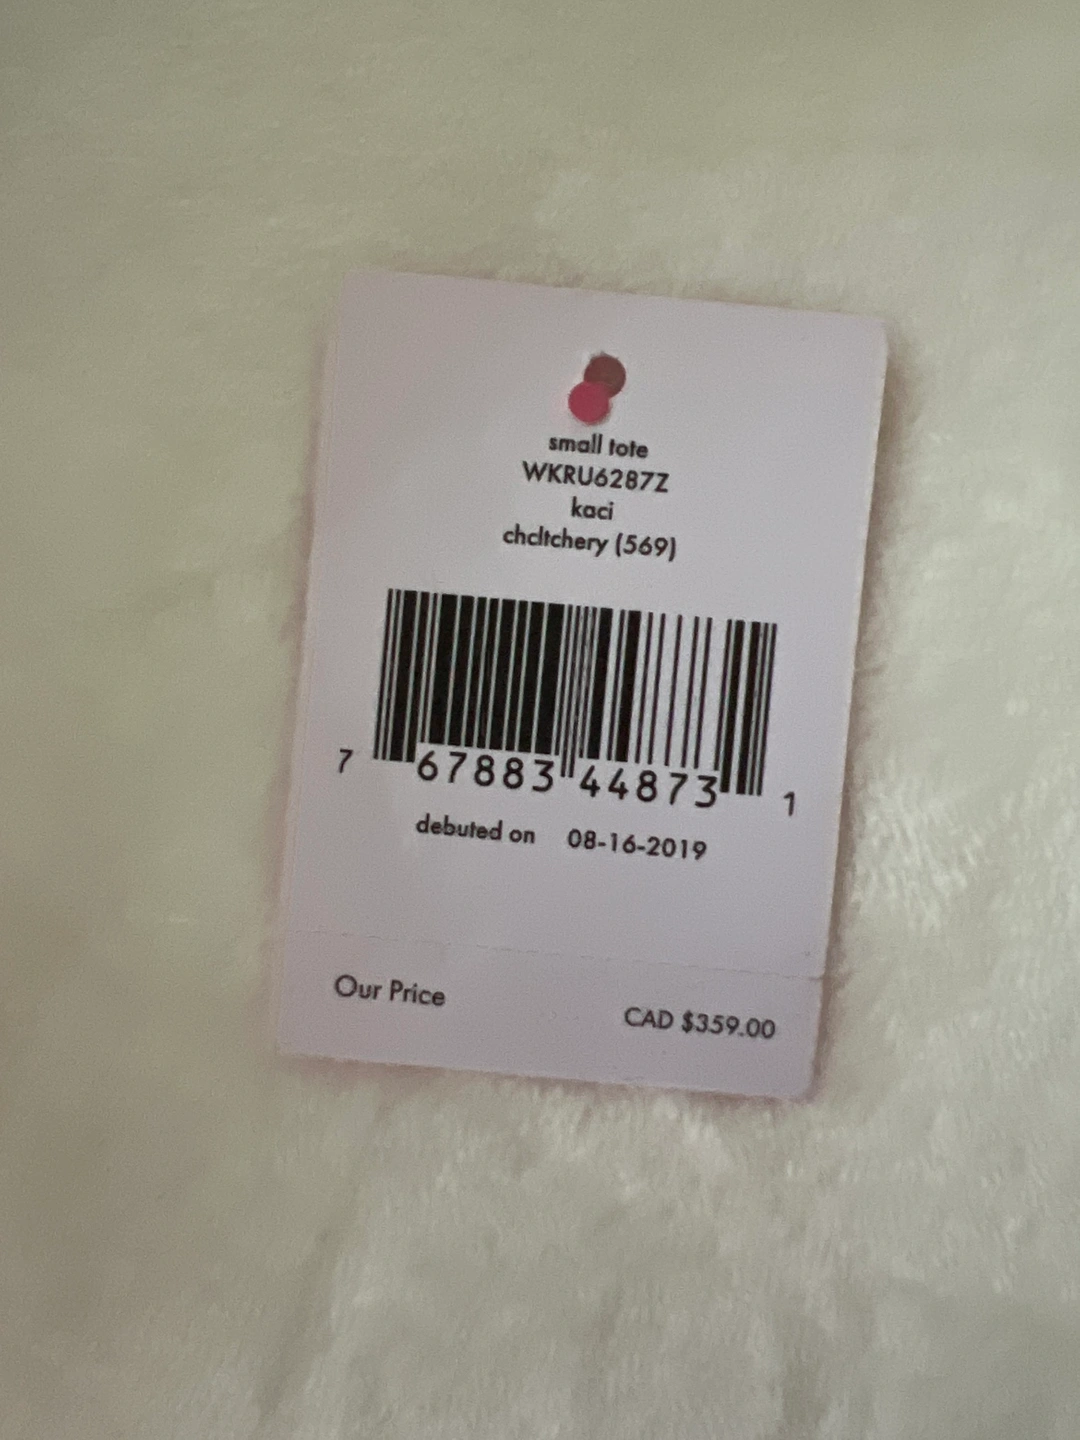 small tote
WKRU6287Z
kaci
chcltchery (569)
7 67883 44873 1
debuted on 08-16-2019
Our Price CAD $359.00